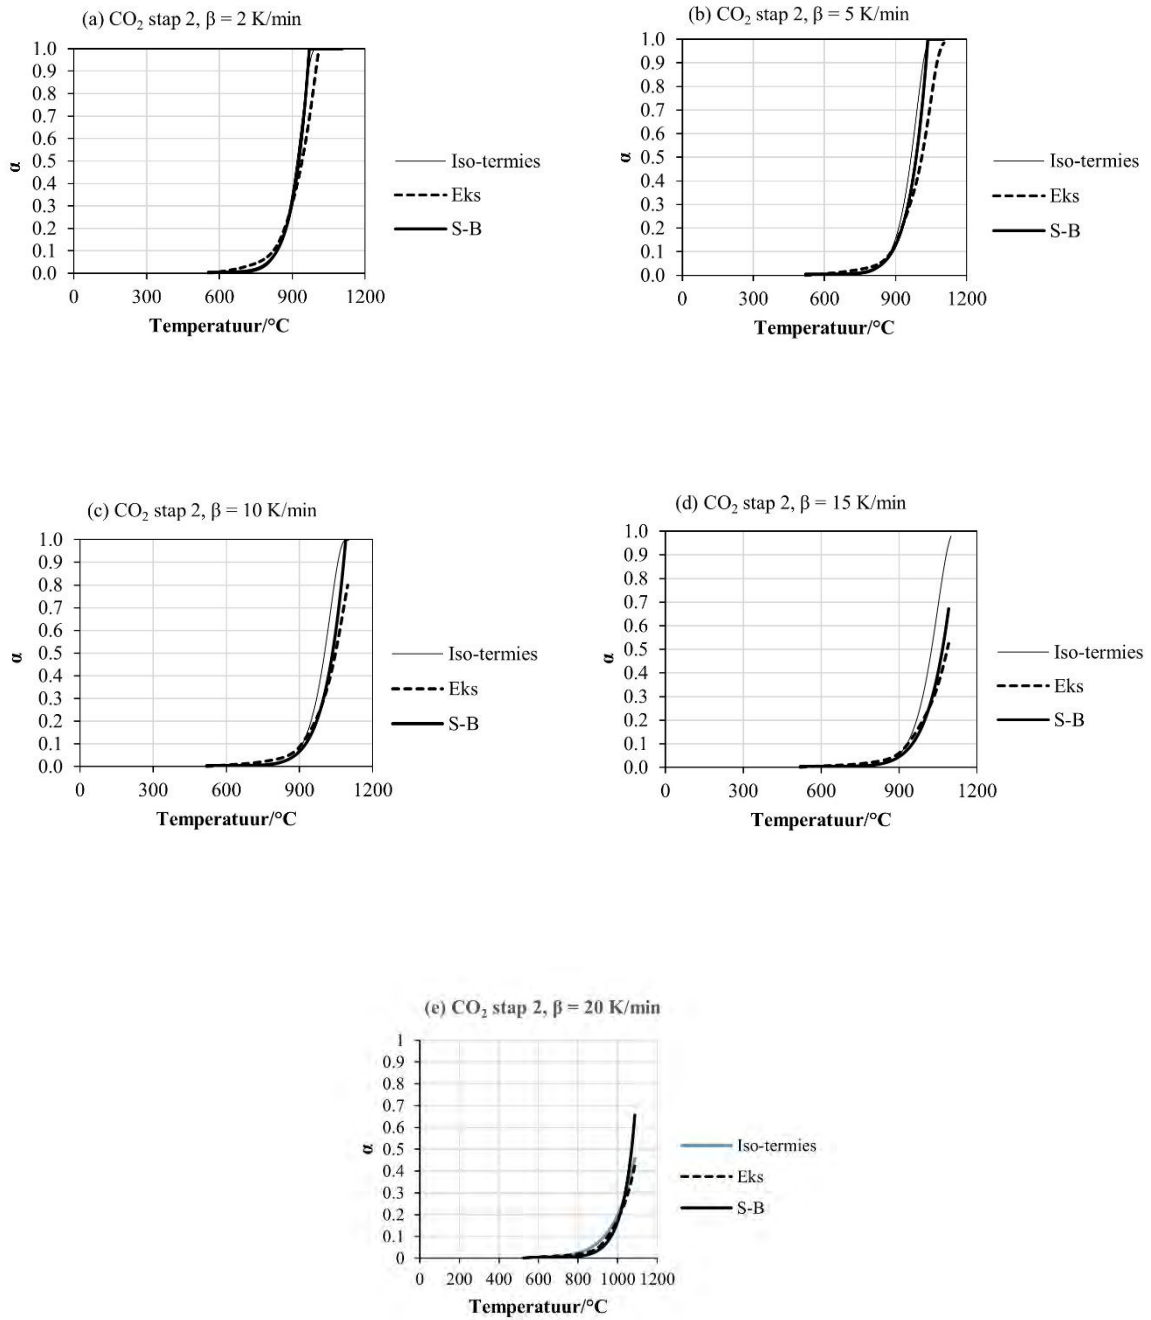 (a) CO₂ stap 2, β = 2 K/min
1.0
0.9
0.8
0.7
0.6
0.5
0.4
0.3
0.2
0.1
0.0
α
0 300 600 900 1200
Temperatuur/°C
Iso-termies
Eks
S-B
(b) CO₂ stap 2, β = 5 K/min
1.0
0.9
0.8
0.7
0.6
0.5
0.4
0.3
0.2
0.1
0.0
α
0 300 600 900 1200
Temperatuur/°C
Iso-termies
Eks
S-B
(c) CO₂ stap 2, β = 10 K/min
1.0
0.9
0.8
0.7
0.6
0.5
0.4
0.3
0.2
0.1
0.0
α
0 300 600 900 1200
Temperatuur/°C
Iso-termies
Eks
S-B
(d) CO₂ stap 2, β = 15 K/min
1.0
0.9
0.8
0.7
0.6
0.5
0.4
0.3
0.2
0.1
0.0
α
0 300 600 900 1200
Temperatuur/°C
Iso-termies
Eks
S-B
(e) CO₂ stap 2, β = 20 K/min
1
0.9
0.8
0.7
0.6
0.5
0.4
0.3
0.2
0.1
0
α
0 200 400 600 800 1000 1200
Temperatuur/°C
Iso-termies
Eks
S-B